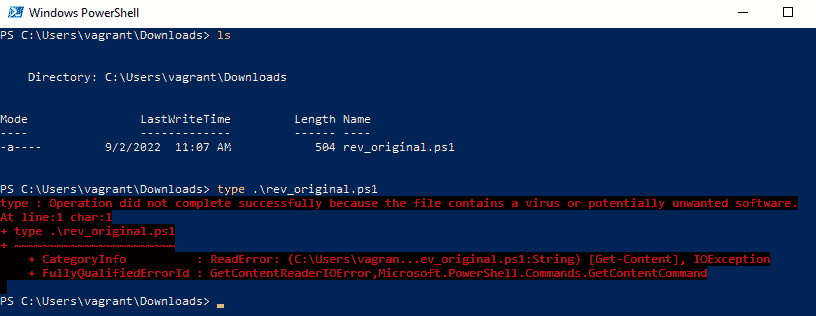 Windows PowerShell
PS C:\Users\vagrant\Downloads> ls
Directory: C:\Users\vagrant\Downloads
Mode                LastWriteTime         Length Name
----                -------------         ------ ----
-a----         9/2/2022  11:07 AM            504 rev_original.ps1
PS C:\Users\vagrant\Downloads> type .\rev_original.ps1
type : Operation did not complete successfully because the file contains a virus or potentially unwanted software.
At line:1 char:1
+ type .\rev_original.ps1
+ ~~~~~~~~~~~~~~~~~~~~~~~
    + CategoryInfo          : ReadError: (C:\Users\vagran...ev_original.ps1:String) [Get-Content], IOException
    + FullyQualifiedErrorId : GetContentReaderIOError,Microsoft.PowerShell.Commands.GetContentCommand
PS C:\Users\vagrant\Downloads> _